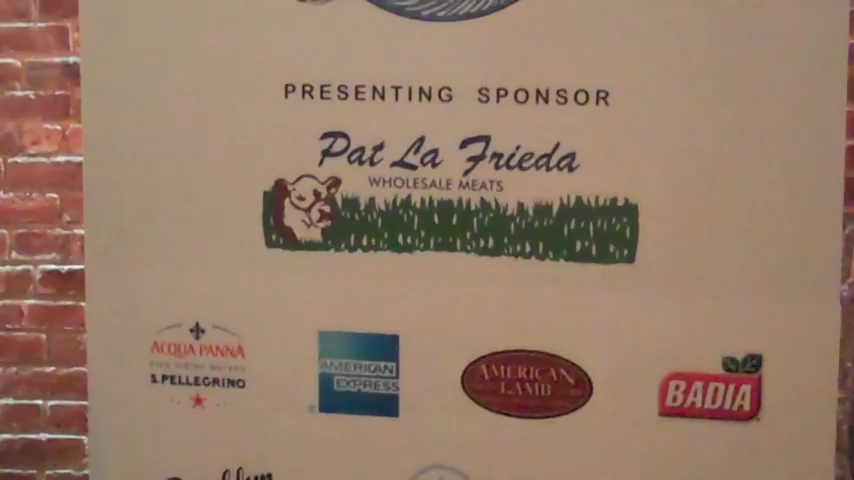 PRESENTING SPONSOR
Pat La Frieda
WHOLESALE MEATS
ACQUA PANNA
S.PELLEGRINO
AMERICAN
EXPRESS
AMERICAN
LAMB
BADIA